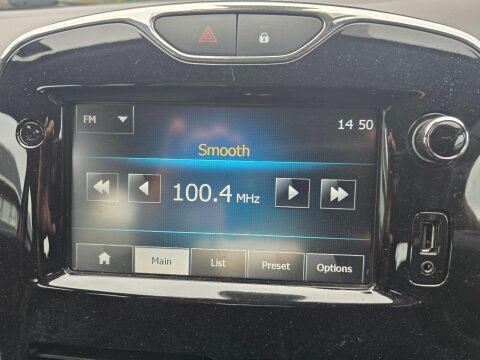 FM
14 50
Smooth
100.4 MHz
Main
List
Preset
Options